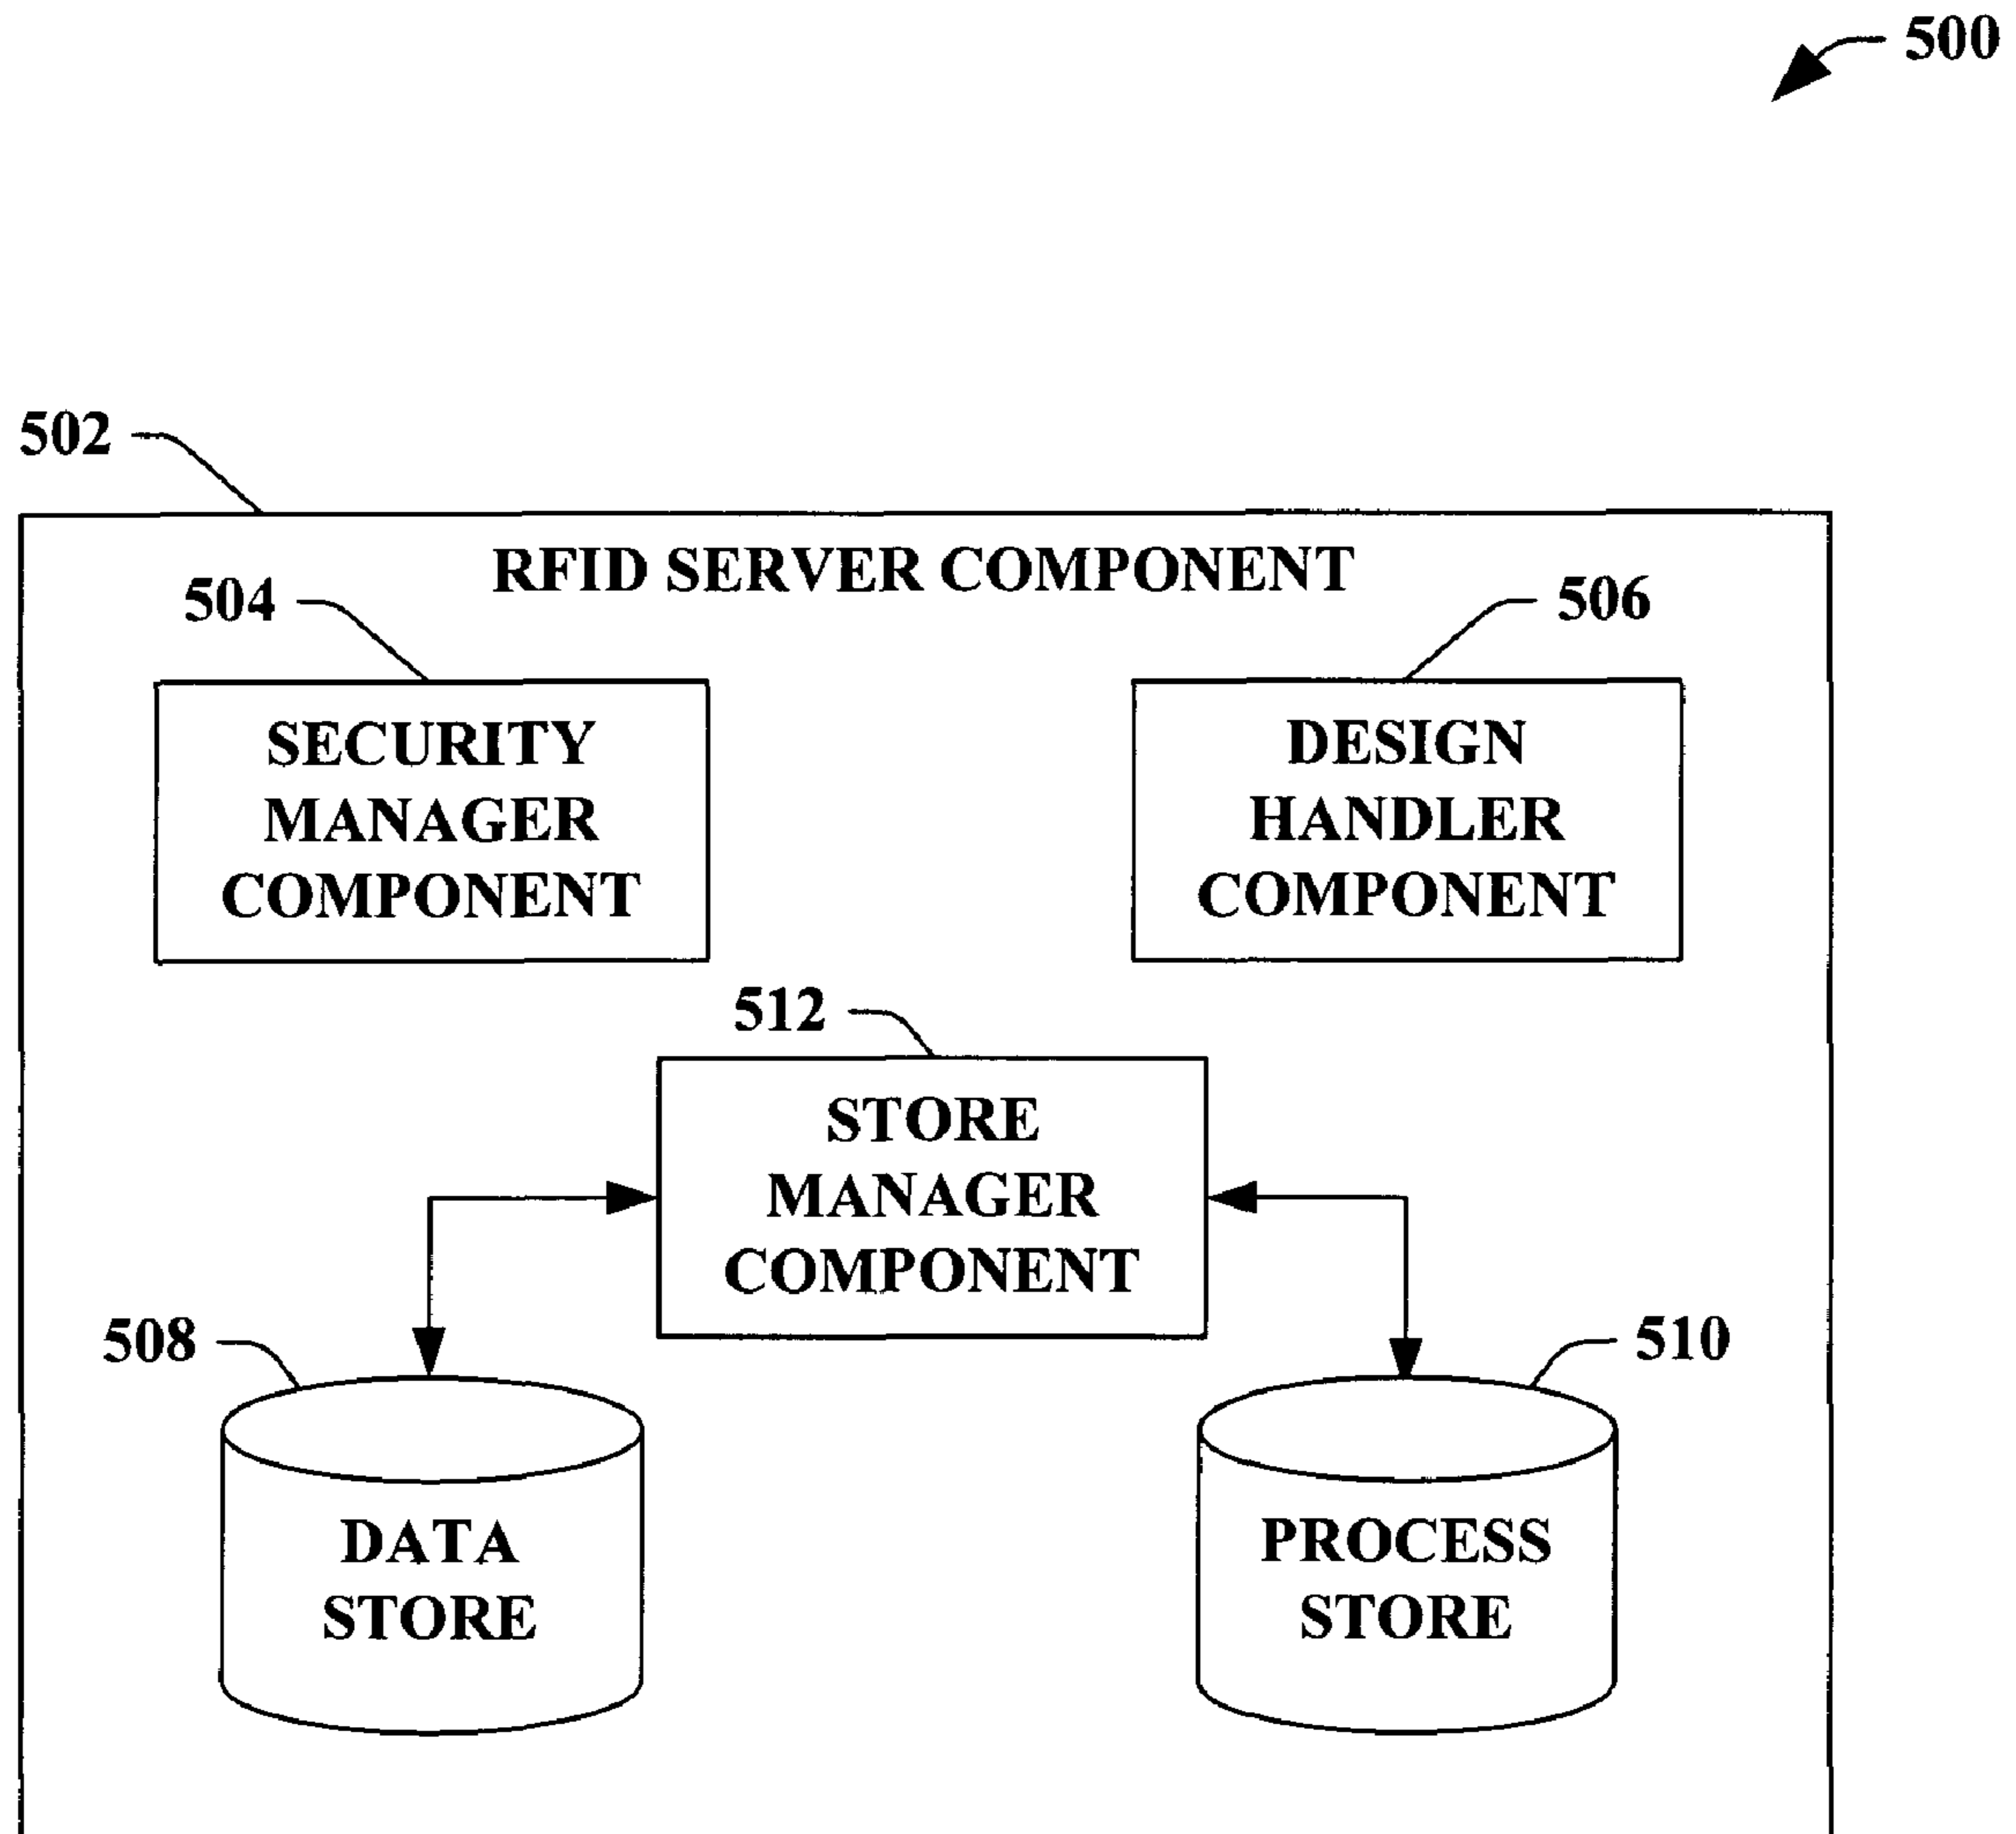 500
502
RFID SERVER COMPONENT
504
506
SECURITY
MANAGER
COMPONENT
DESIGN
HANDLER
COMPONENT
512
STORE
MANAGER
COMPONENT
508
510
DATA
STORE
PROCESS
STORE